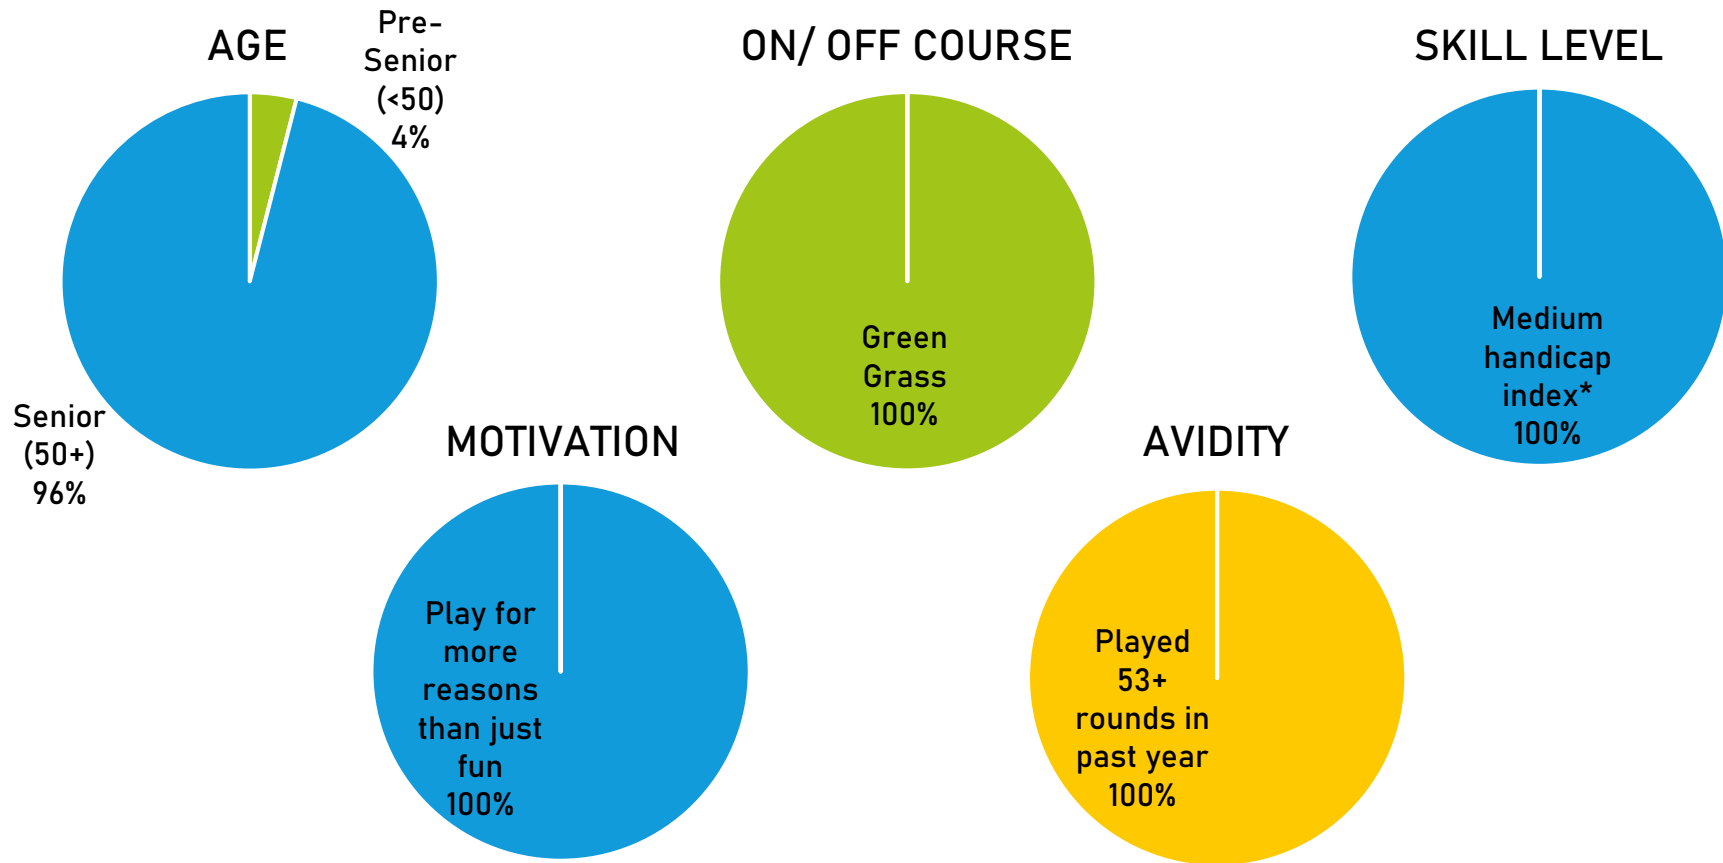 AGE
Pre-
Senior
(<50)
4%
Senior
(50+)
96%
ON/ OFF COURSE
Green
Grass
100%
SKILL LEVEL
Medium
handicap
index*
100%
MOTIVATION
Play for
more
reasons
than just
fun
100%
AVIDITY
Played
53+
rounds in
past year
100%